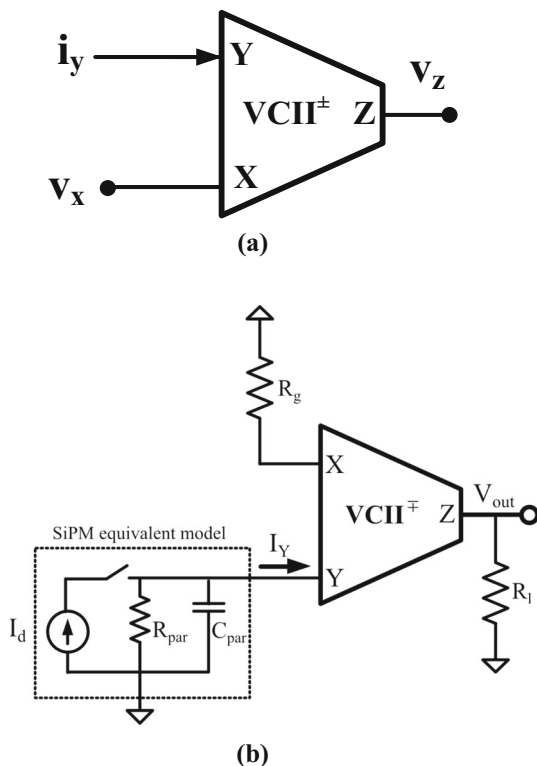 i_y
Y
VCII±
Z
v_z
v_x
X
(a)
R_g
X
VCII∓
Z
V_out
SiPM equivalent model
I_Y
Y
R_l
I_d
R_par
C_par
(b)